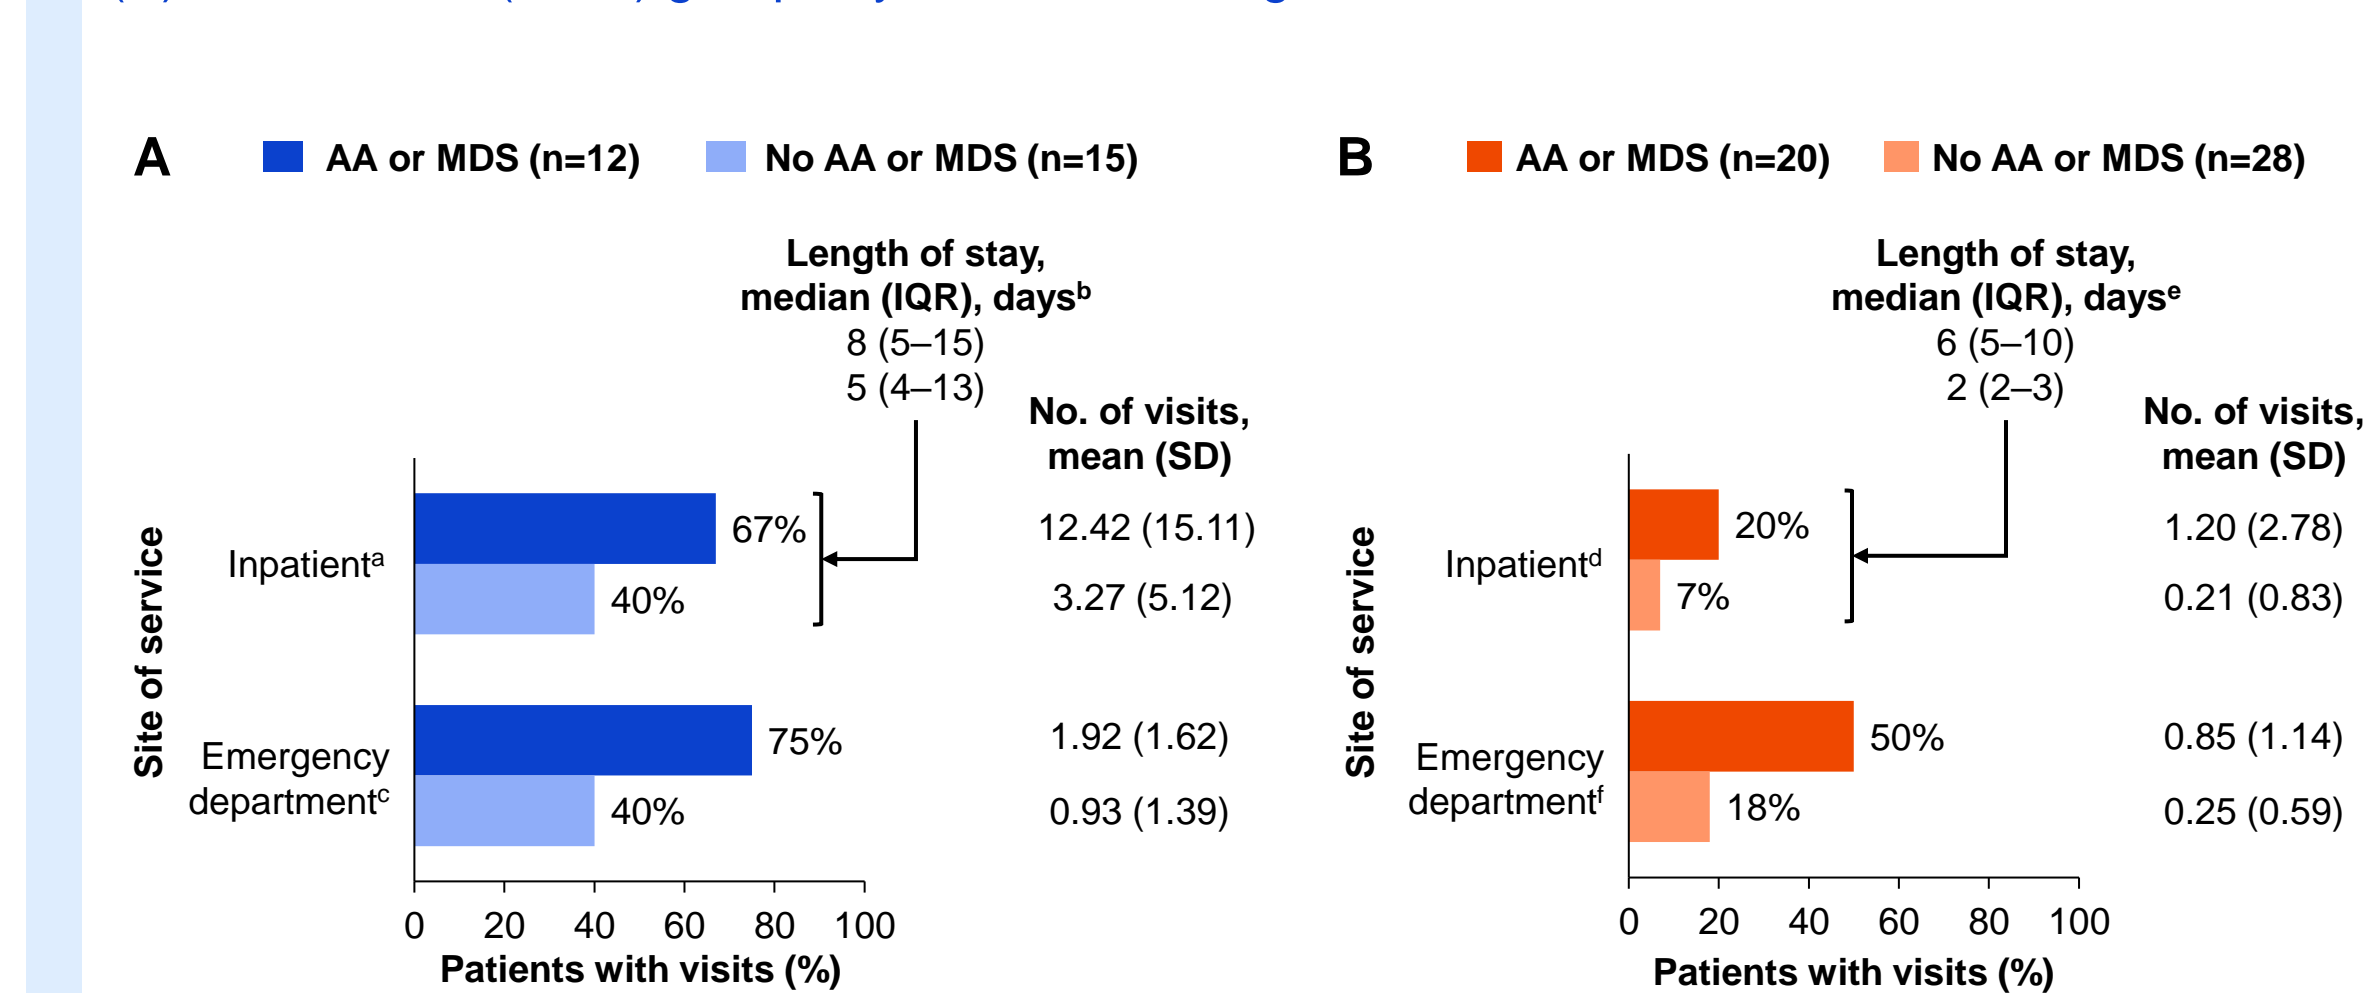 A
AA or MDS (n=12)
No AA or MDS (n=15)
Length of stay,
median (IQR), daysᵇ
8 (5–15)
5 (4–13)
No. of visits,
mean (SD)
Site of service
Inpatientᵃ
67%
40%
12.42 (15.11)
3.27 (5.12)
Emergency
departmentᶜ
75%
40%
1.92 (1.62)
0.93 (1.39)
0 20 40 60 80 100
Patients with visits (%)
B
AA or MDS (n=20)
No AA or MDS (n=28)
Length of stay,
median (IQR), daysᵉ
6 (5–10)
2 (2–3)
No. of visits,
mean (SD)
Site of service
Inpatientᵈ
20%
7%
1.20 (2.78)
0.21 (0.83)
Emergency
departmentᶠ
50%
18%
0.85 (1.14)
0.25 (0.59)
0 20 40 60 80 100
Patients with visits (%)